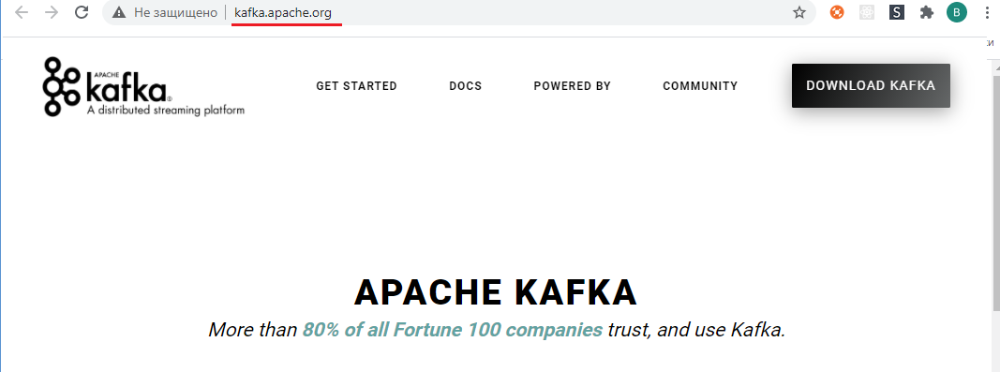 Не защищено kafka.apache.org S В
ки
APACHE
kafka®
A distributed streaming platform
GET STARTED DOCS POWERED BY COMMUNITY DOWNLOAD KAFKA
APACHE KAFKA
More than 80% of all Fortune 100 companies trust, and use Kafka.